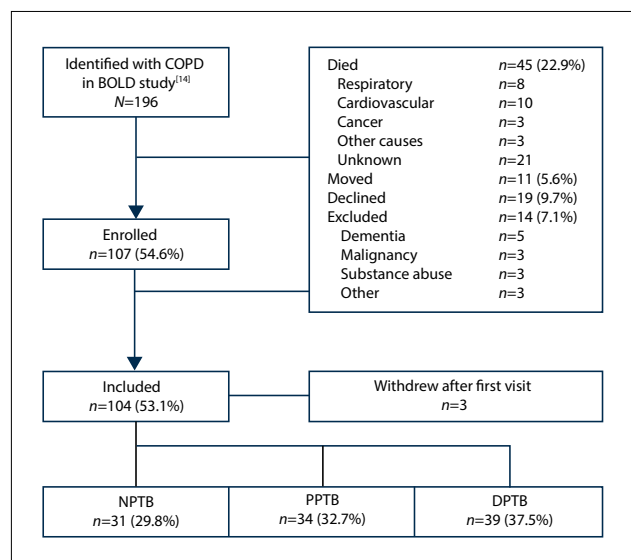 Identified with COPD
in BOLD study[14]
N=196
Died n=45 (22.9%)
Respiratory n=8
Cardiovascular n=10
Cancer n=3
Other causes n=3
Unknown n=21
Moved n=11 (5.6%)
Declined n=19 (9.7%)
Excluded n=14 (7.1%)
Dementia n=5
Malignancy n=3
Substance abuse n=3
Other n=3
Enrolled
n=107 (54.6%)
Included
n=104 (53.1%)
Withdrew after first visit
n=3
NPTB
n=31 (29.8%)
PPTB
n=34 (32.7%)
DPTB
n=39 (37.5%)